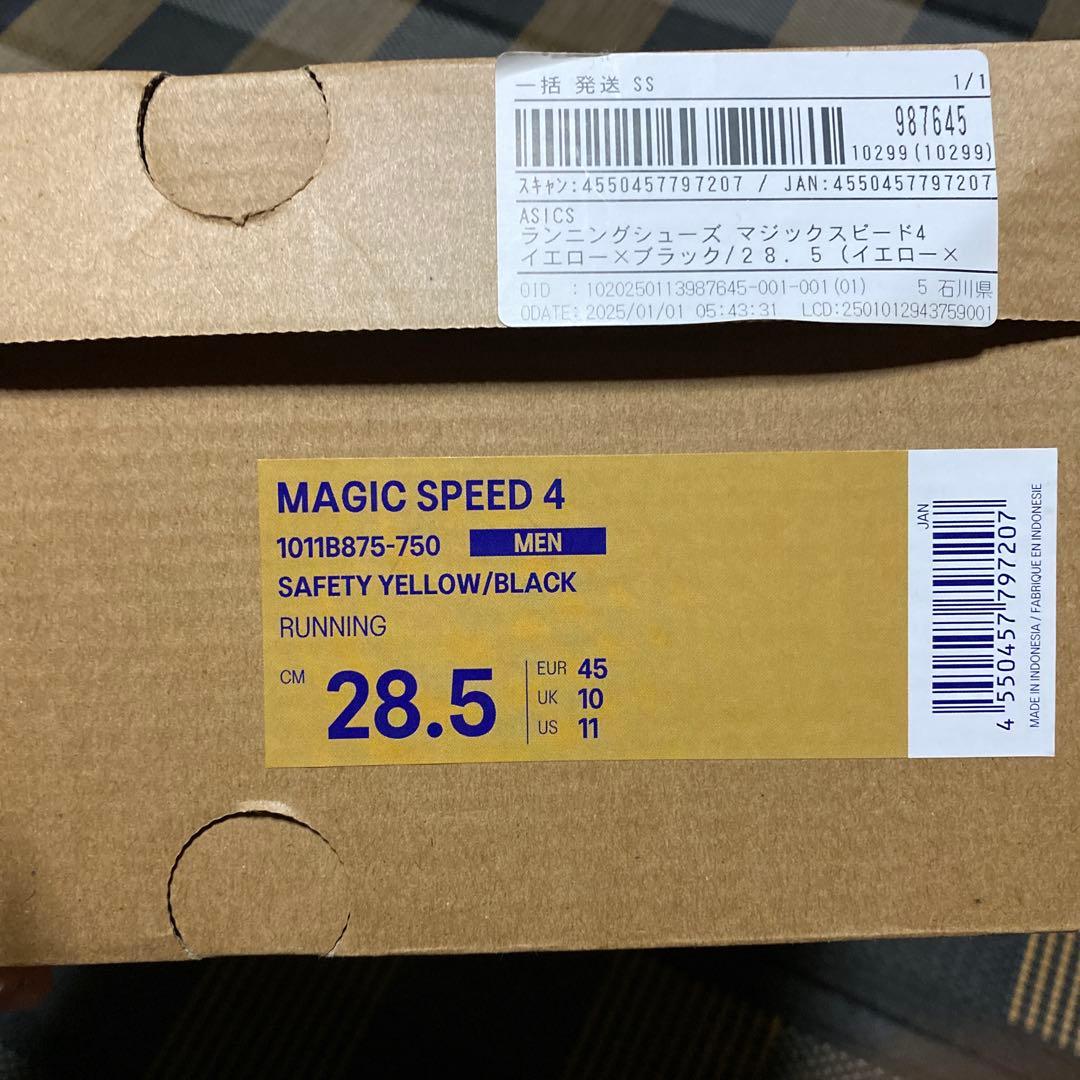 一括 発送 SS 1/1
987645
10299(10299)
スキャン:4550457797207 / JAN:4550457797207
ASICS
ランニングシューズ マジックスピード4
イエロー×ブラック/28.5 (イエロー×
OID :1020250113987645-001-001(01) 5 石川県
ODATE:2025/01/01 05:43:31 LCD:2501012943759001
MAGIC SPEED 4
1011B875-750 MEN
SAFETY YELLOW/BLACK
RUNNING
CM 28.5
EUR 45
UK 10
US 11
JAN
4 550457 797207
MADE IN INDONESIA / FABRIQUE EN INDONESIE